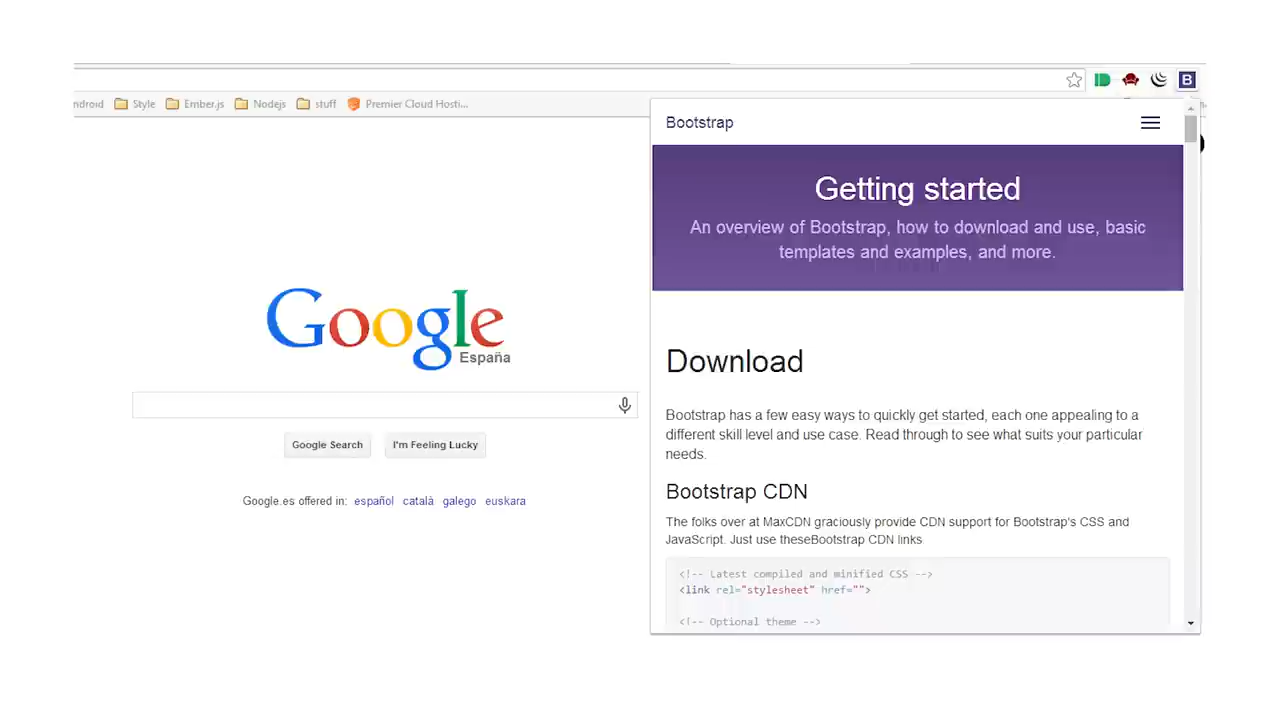 ndroid Style Ember.js Nodejs stuff Premier Cloud Hosti...
B
Google
España
Google Search I'm Feeling Lucky
Google.es offered in: español català galego euskara
Bootstrap
Getting started
An overview of Bootstrap, how to download and use, basic
templates and examples, and more.
Download
Bootstrap has a few easy ways to quickly get started, each one appealing to a
different skill level and use case. Read through to see what suits your particular
needs.
Bootstrap CDN
The folks over at MaxCDN graciously provide CDN support for Bootstrap's CSS and
JavaScript. Just use theseBootstrap CDN links.
<!-- Latest compiled and minified CSS -->
<link rel="stylesheet" href="">
<!-- Optional theme -->